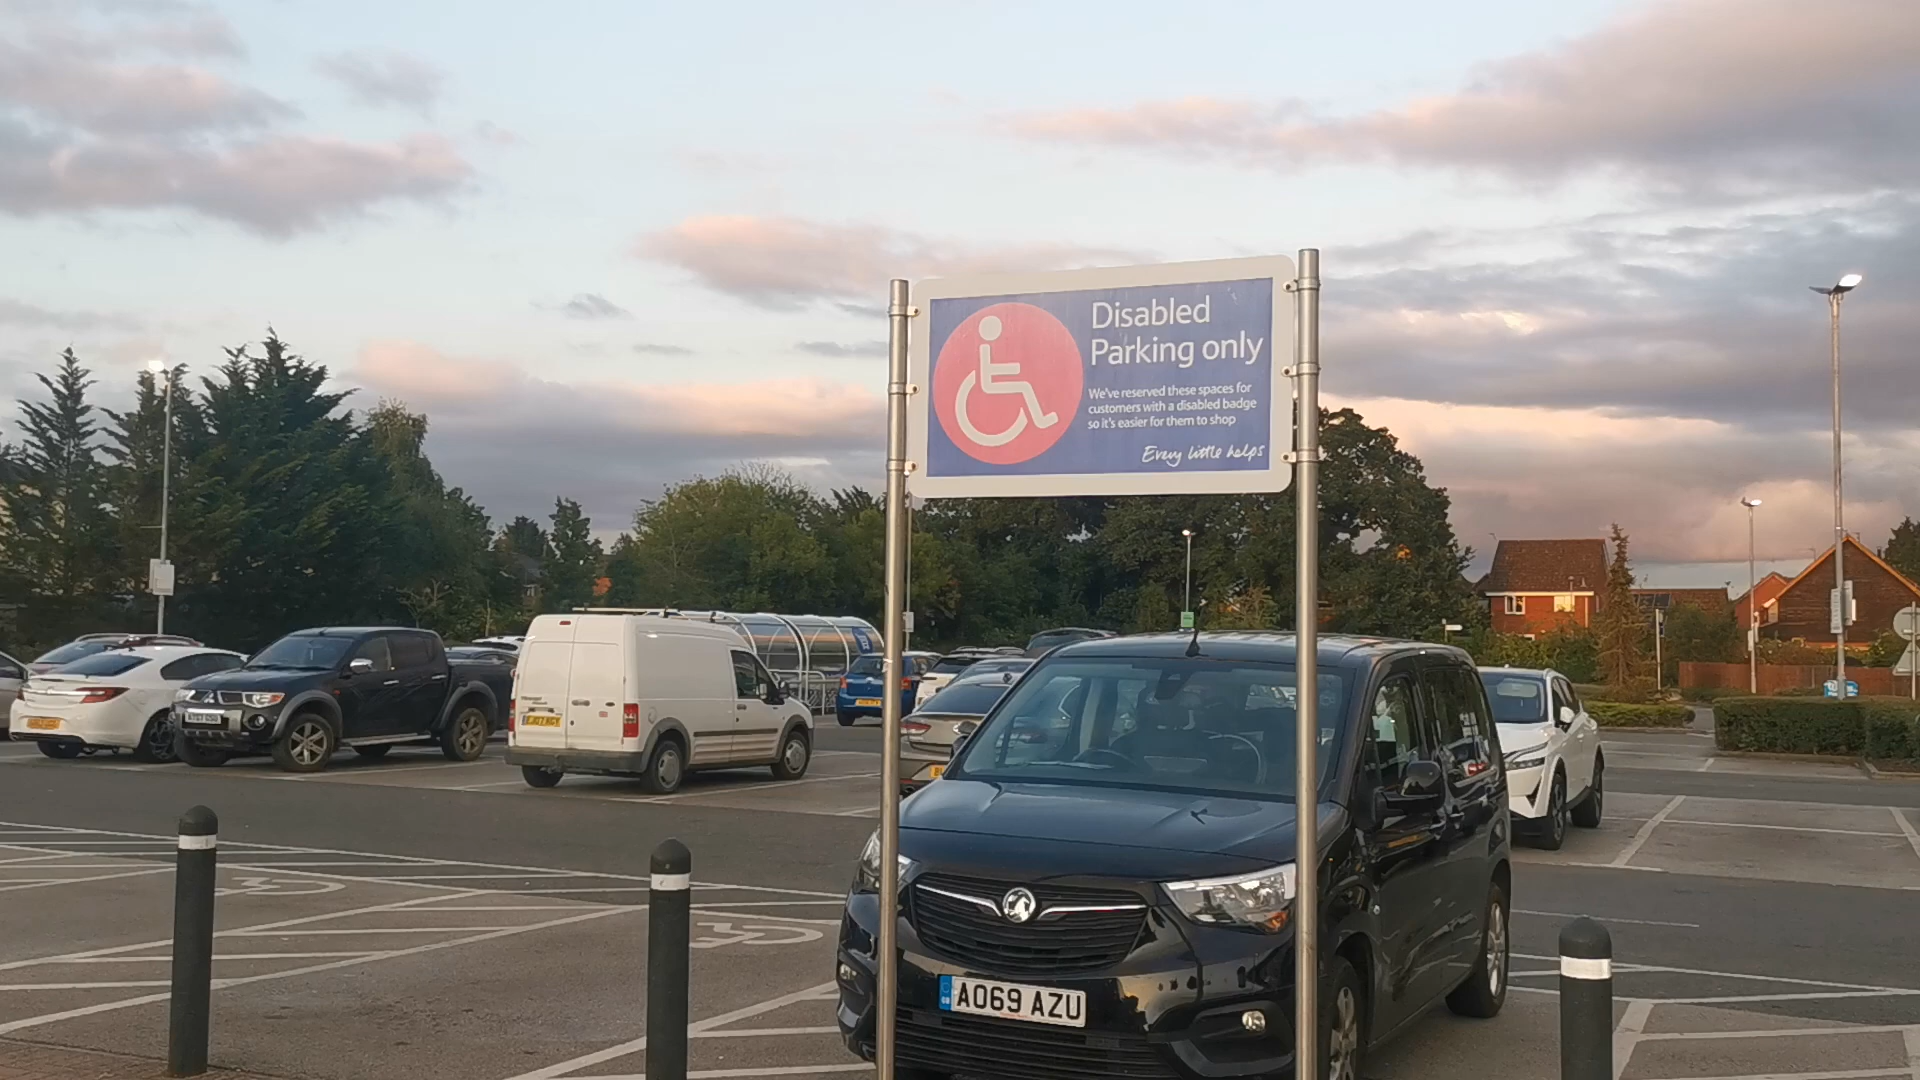 Disabled
Parking only
We've reserved these spaces for
customers with a disabled badge
so it's easier for them to shop
Every little helps
AO69 AZU